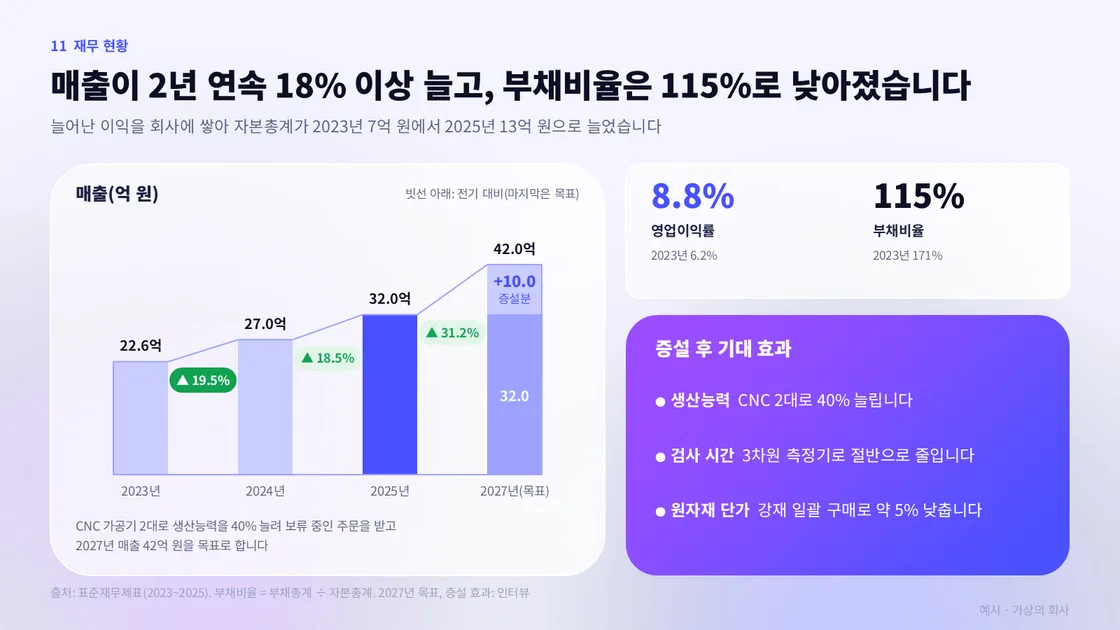 11 재무 현황
매출이 2년 연속 18% 이상 늘고, 부채비율은 115%로 낮아졌습니다
늘어난 이익을 회사에 쌓아 자본총계가 2023년 7억 원에서 2025년 13억 원으로 늘었습니다
매출(억 원)
빗선 아래: 전기 대비(마지막은 목표)
22.6억
27.0억
32.0억
42.0억
▲ 19.5%
▲ 18.5%
▲ 31.2%
+10.0
증설분
32.0
2023년
2024년
2025년
2027년(목표)
CNC 가공기 2대로 생산능력을 40% 늘려 보류 중인 주문을 받고
2027년 매출 42억 원을 목표로 합니다
8.8%
영업이익률
2023년 6.2%
115%
부채비율
2023년 171%
증설 후 기대 효과
● 생산능력 CNC 2대로 40% 늘립니다
● 검사 시간 3차원 측정기로 절반으로 줄입니다
● 원자재 단가 강재 일괄 구매로 약 5% 낮춥니다
출처: 표준재무제표(2023~2025). 부채비율 = 부채총계 ÷ 자본총계. 2027년 목표, 증설 효과: 인터뷰
예시 · 가상의 회사